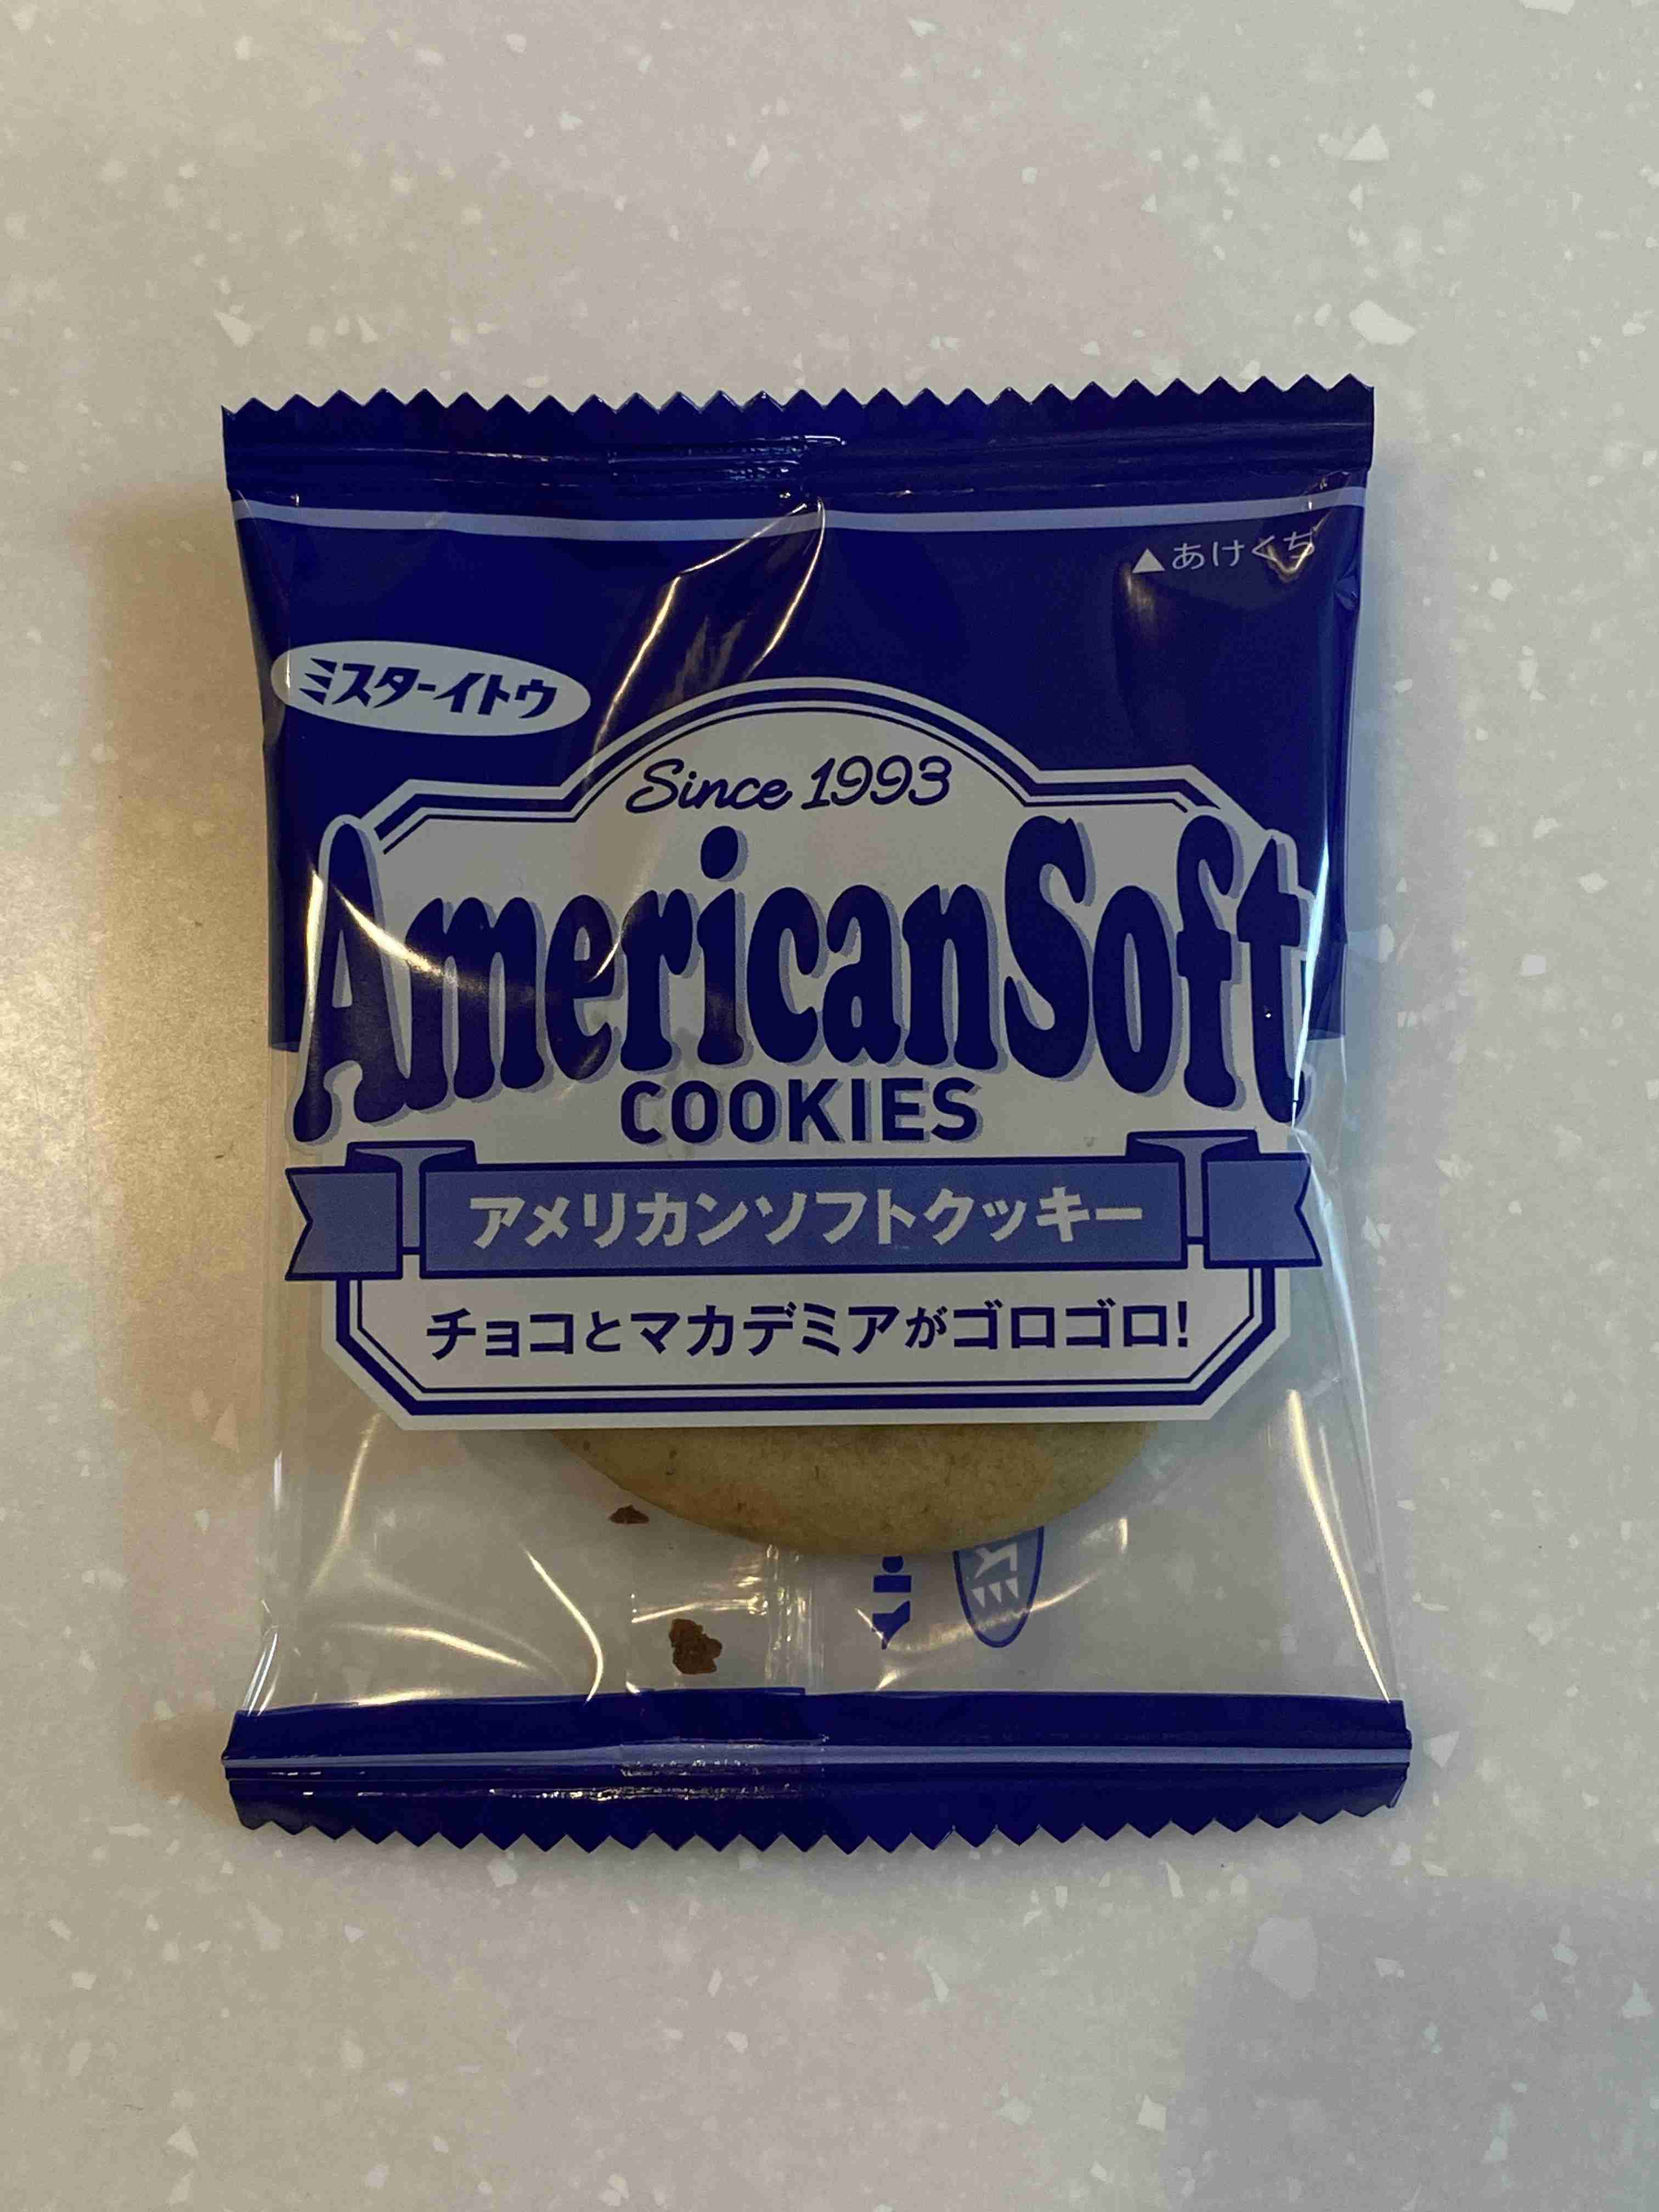 ▲あけくち
ミスターイトウ
Since 1993
AmericanSoft
COOKIES
アメリカンソフトクッキー
チョコとマカデミアがゴロゴロ!